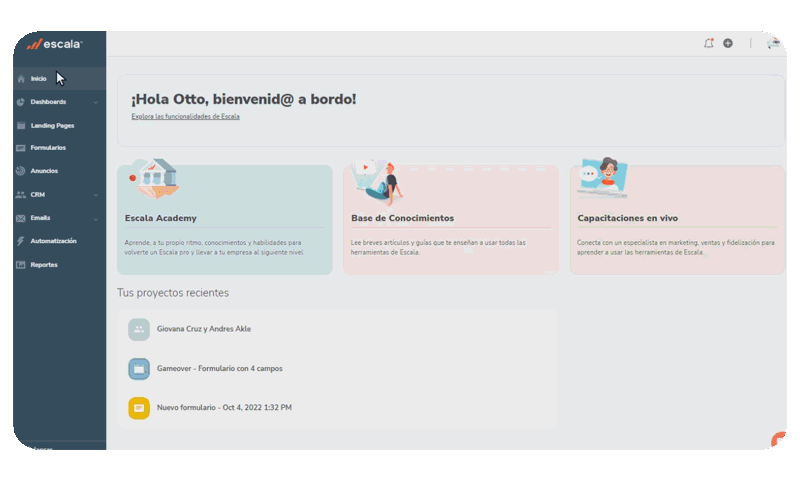 escala
Inicio
Dashboards
Landing Pages
Formularios
Anuncios
CRM
Emails
Automatización
Reportes
¡Hola Otto, bienvenid@ a bordo!
Explora las funcionalidades de Escala
Escala Academy
Aprende, a tu propio ritmo, conocimientos y habilidades para
volverte un Escala pro y llevar a tu empresa al siguiente nivel.
Base de Conocimientos
Lee breves artículos y guías que te enseñan a usar todas las
herramientas de Escala.
Capacitaciones en vivo
Conecta con un especialista en marketing, ventas y fidelización para
aprender a usar las herramientas de Escala.
Tus proyectos recientes
Giovana Cruz y Andres Akle
Gameover - Formulario con 4 campos
Nuevo formulario - Oct 4, 2022 1:32 PM